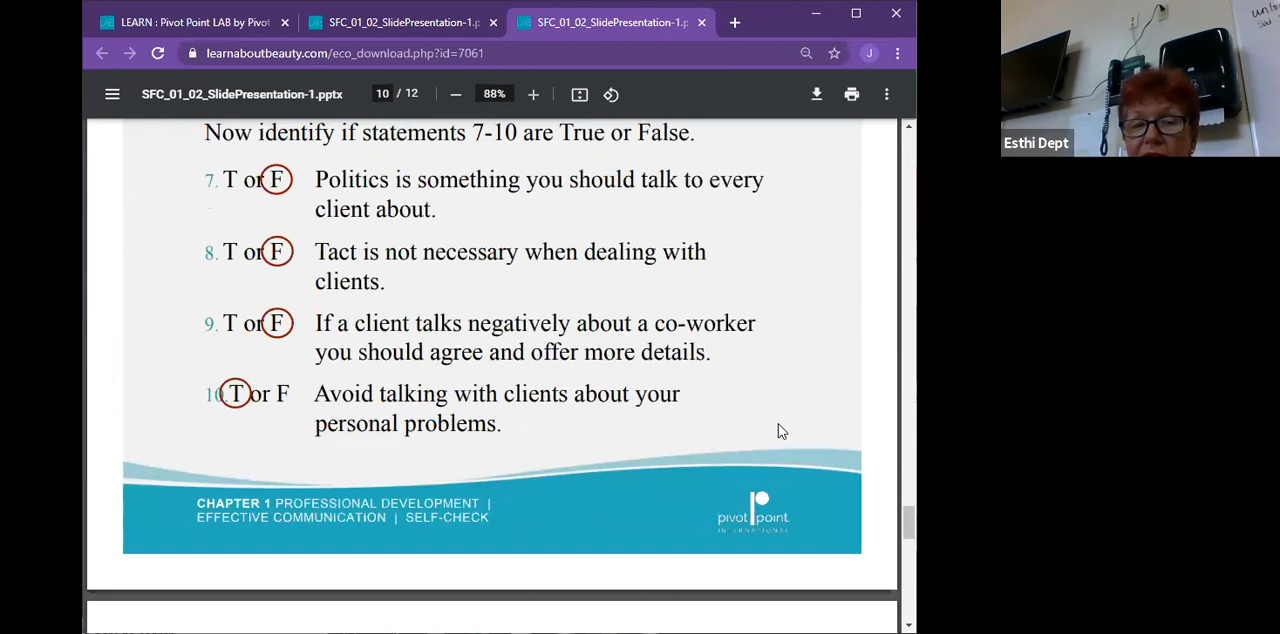 LEARN : Pivot Point LAB by Pivot
SFC_01_02_SlidePresentation-1.p
SFC_01_02_SlidePresentation-1.p
learnaboutbeauty.com/eco_download.php?id=7061
J
SFC_01_02_SlidePresentation-1.pptx
10 / 12
88%
Now identify if statements 7-10 are True or False.
7. T or F Politics is something you should talk to every
client about.
8. T or F Tact is not necessary when dealing with
clients.
9. T or F If a client talks negatively about a co-worker
you should agree and offer more details.
10. T or F Avoid talking with clients about your
personal problems.
CHAPTER 1 PROFESSIONAL DEVELOPMENT |
EFFECTIVE COMMUNICATION | SELF-CHECK
pivot point
INTERNATIONAL
Esthi Dept